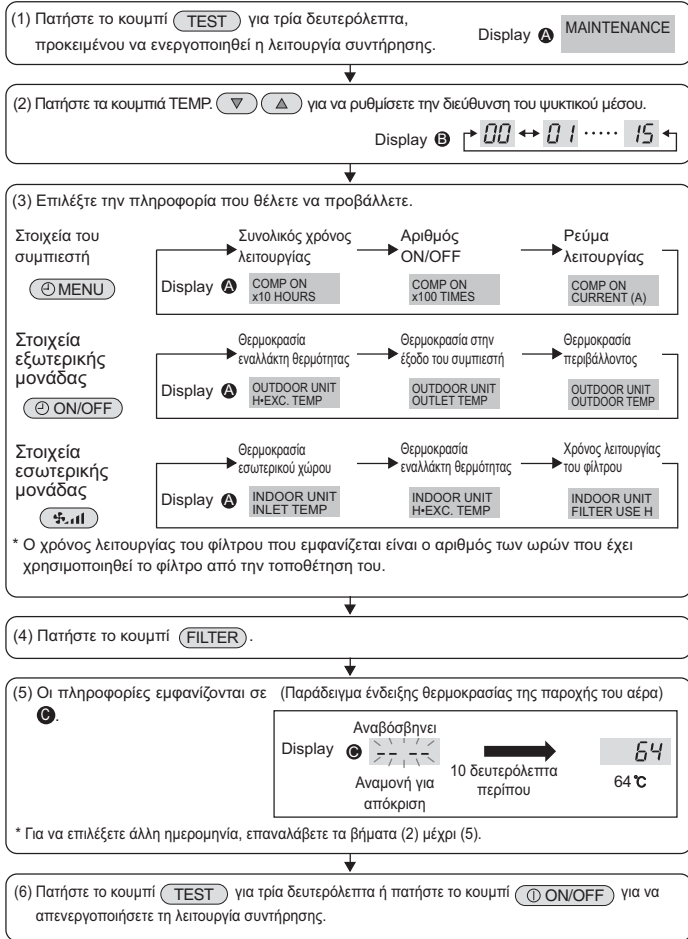 (1) Πατήστε το κουμπί TEST για τρία δευτερόλεπτα,
προκειμένου να ενεργοποιηθεί η λειτουργία συντήρησης.
Display A MAINTENANCE
(2) Πατήστε τα κουμπιά TEMP. ▽ △ για να ρυθμίσετε την διεύθυνση του ψυκτικού μέσου.
Display B 00 ↔ 01 ····· 15
(3) Επιλέξτε την πληροφορία που θέλετε να προβάλλετε.
Στοιχεία του
συμπιεστή
MENU
Συνολικός χρόνος
λειτουργίας
Αριθμός
ON/OFF
Ρεύμα
λειτουργίας
Display A
COMP ON
x10 HOURS
COMP ON
x100 TIMES
COMP ON
CURRENT (A)
Στοιχεία
εξωτερικής
μονάδας
ON/OFF
Θερμοκρασία
εναλλάκτη θερμότητας
Θερμοκρασία στην
έξοδο του συμπιεστή
Θερμοκρασία
περιβάλλοντος
Display A
OUTDOOR UNIT
H•EXC. TEMP
OUTDOOR UNIT
OUTLET TEMP
OUTDOOR UNIT
OUTDOOR TEMP
Στοιχεία
εσωτερικής
μονάδας
Θερμοκρασία
εσωτερικού χώρου
Θερμοκρασία
εναλλάκτη θερμότητας
Χρόνος λειτουργίας
του φίλτρου
Display A
INDOOR UNIT
INLET TEMP
INDOOR UNIT
H•EXC. TEMP
INDOOR UNIT
FILTER USE H
* Ο χρόνος λειτουργίας του φίλτρου που εμφανίζεται είναι ο αριθμός των ωρών που έχει
χρησιμοποιηθεί το φίλτρο από την τοποθέτηση του.
(4) Πατήστε το κουμπί FILTER.
(5) Οι πληροφορίες εμφανίζονται σε
C.
(Παράδειγμα ένδειξης θερμοκρασίας της παροχής του αέρα)
Αναβόσβηνει
Display C -- --
Αναμονή για
απόκριση
10 δευτερόλεπτα
περίπου
64
64 ℃
* Για να επιλέξετε άλλη ημερομηνία, επαναλάβετε τα βήματα (2) μέχρι (5).
(6) Πατήστε το κουμπί TEST για τρία δευτερόλεπτα ή πατήστε το κουμπί ON/OFF για να
απενεργοποιήσετε τη λειτουργία συντήρησης.